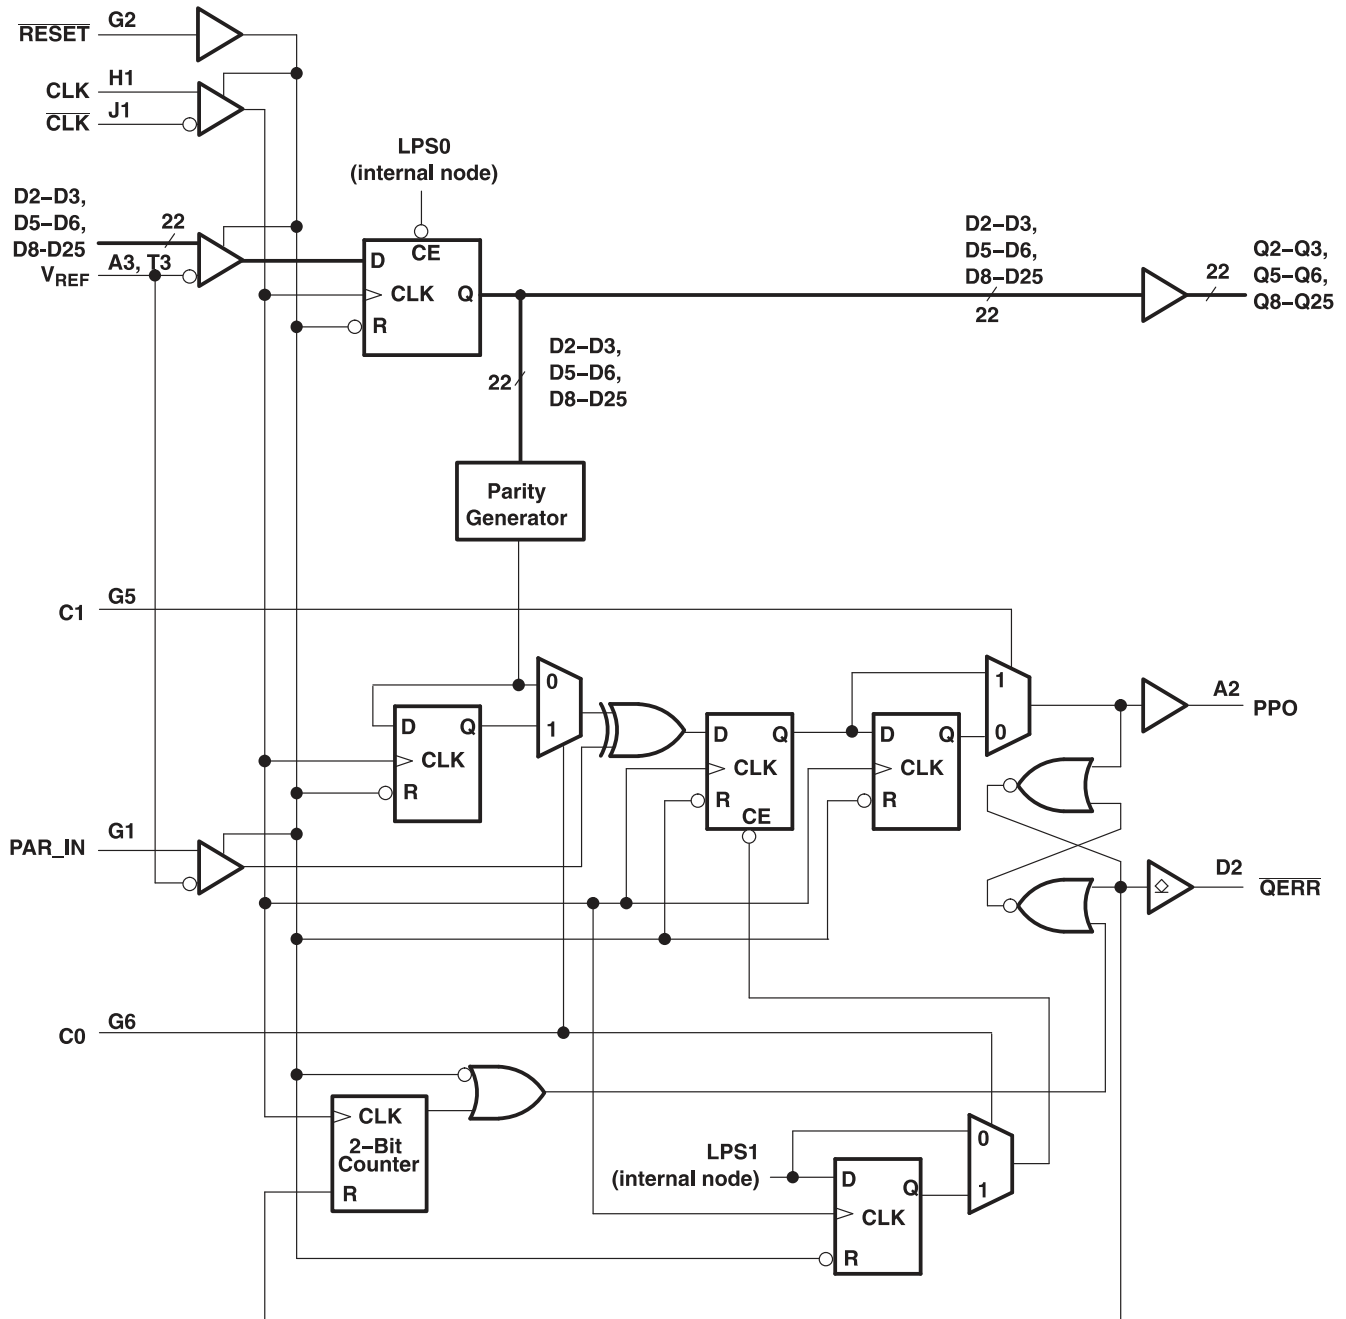 RESET G2
CLK H1
CLK J1
LPS0
(internal node)
D2–D3,
D5–D6,
D8-D25
22
VREF A3, T3
D CE
CLK Q
R
D2–D3,
D5–D6,
D8–D25
22
22
Q2–Q3,
Q5–Q6,
Q8–Q25
22
D2–D3,
D5–D6,
D8–D25
Parity
Generator
C1 G5
0
1
D Q
CLK
R
D Q
CLK
R
CE
D Q
CLK
R
1
0
A2
PPO
PAR_IN G1
D2
QERR
C0 G6
CLK
2–Bit
Counter
R
LPS1
(internal node)
D Q
CLK
R
0
1